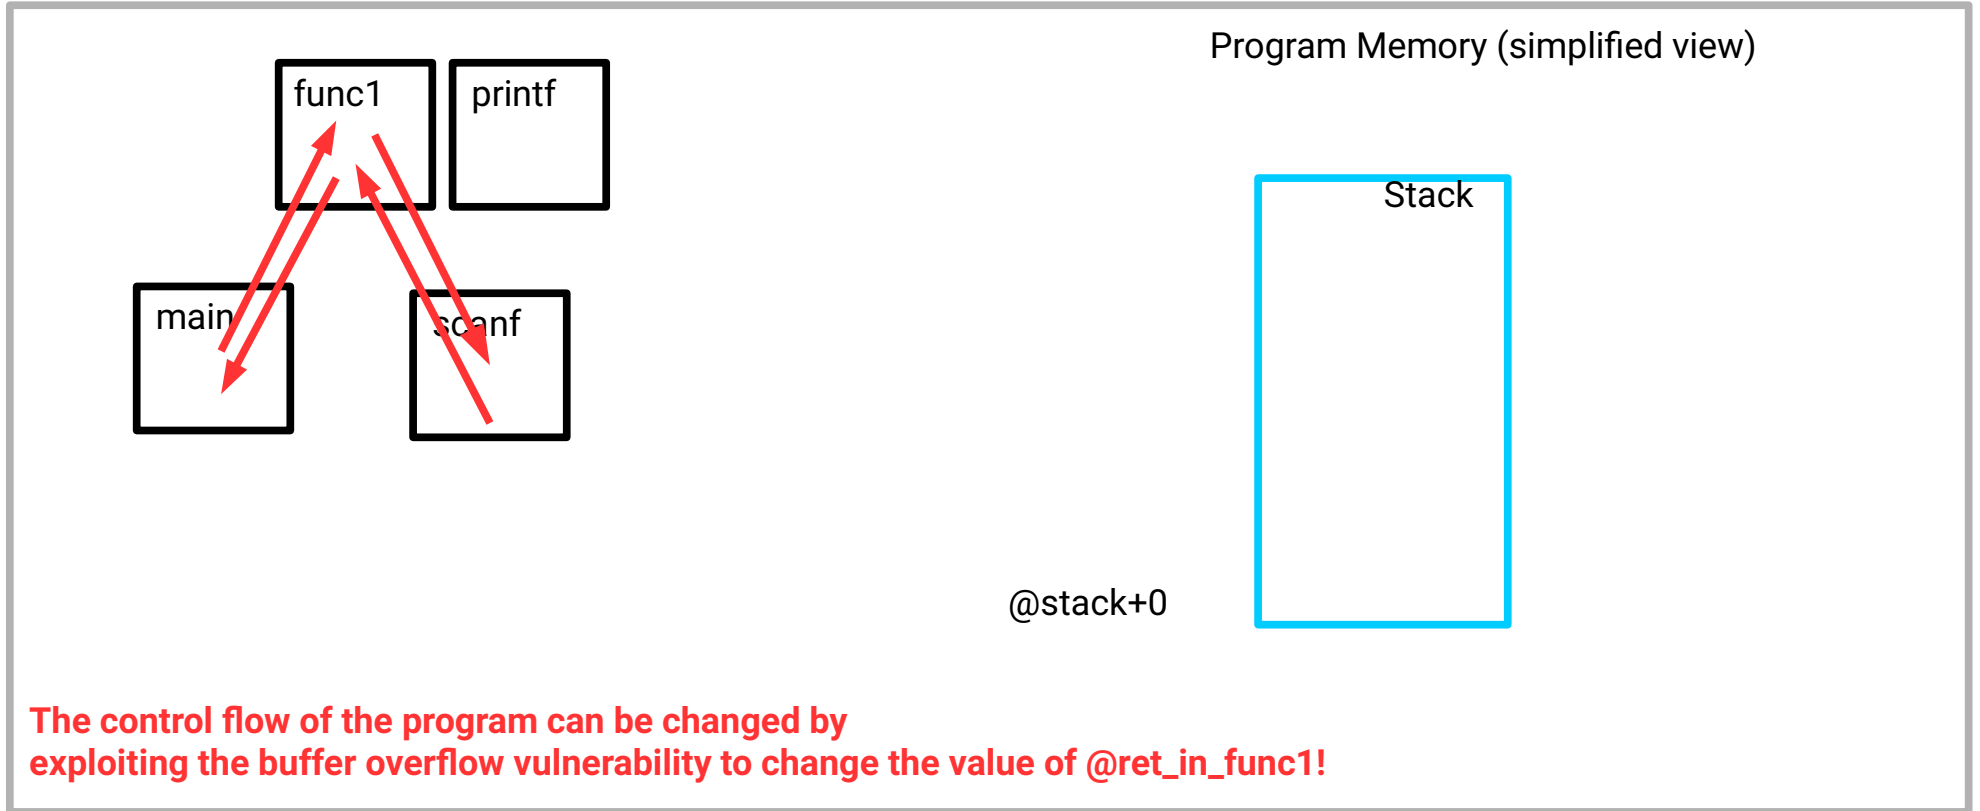 Program Memory (simplified view)
func1
printf
Stack
main
scanf
@stack+0
The control flow of the program can be changed by
exploiting the buffer overflow vulnerability to change the value of @ret_in_func1!